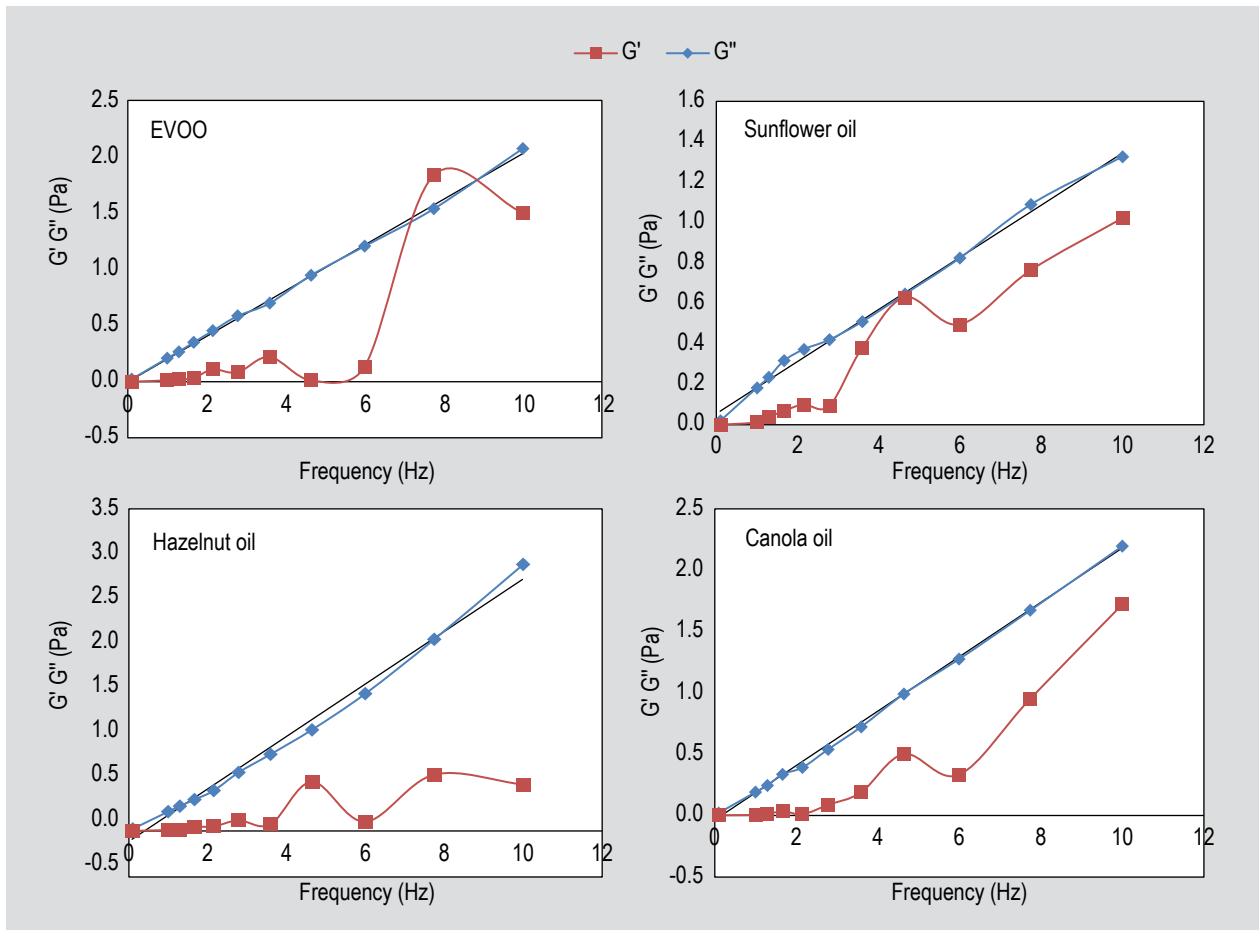 G' G"
EVOO
2.5
2.0
1.5
1.0
0.5
0.0
-0.5
G' G" (Pa)
0 2 4 6 8 10 12
Frequency (Hz)
Sunflower oil
1.6
1.4
1.2
1.0
0.8
0.6
0.4
0.2
0.0
G' G" (Pa)
0 2 4 6 8 10 12
Frequency (Hz)
Hazelnut oil
3.5
3.0
2.5
2.0
1.5
1.0
0.5
0.0
-0.5
G' G" (Pa)
0 2 4 6 8 10 12
Frequency (Hz)
Canola oil
2.5
2.0
1.5
1.0
0.5
0.0
-0.5
G' G" (Pa)
0 2 4 6 8 10 12
Frequency (Hz)